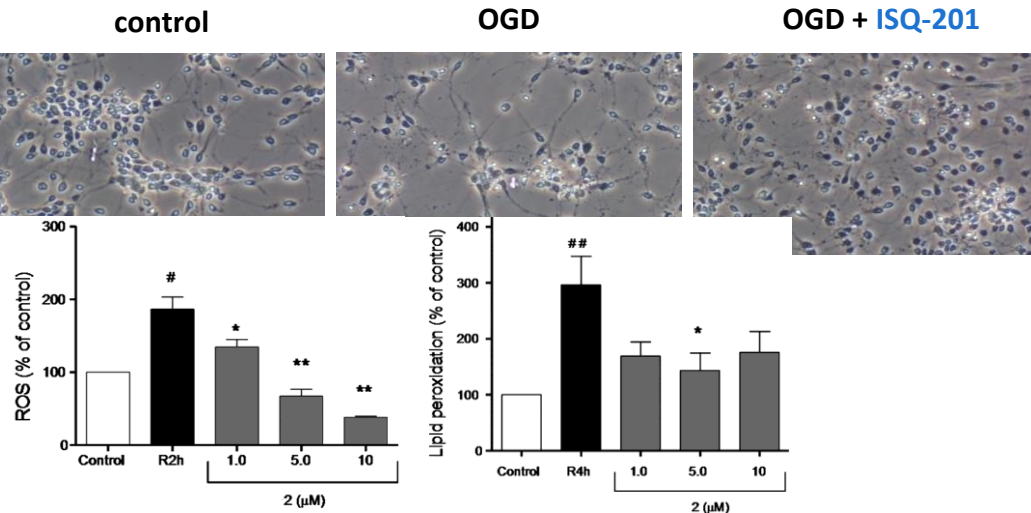 control
OGD
OGD + ISQ-201
300
200
100
0
ROS (% of control)
#
*
**
**
Control
R2h
1.0
5.0
10
2 (μM)
400
300
200
100
0
Lipid peroxidation (% of control)
##
*
Control
R4h
1.0
5.0
10
2 (μM)